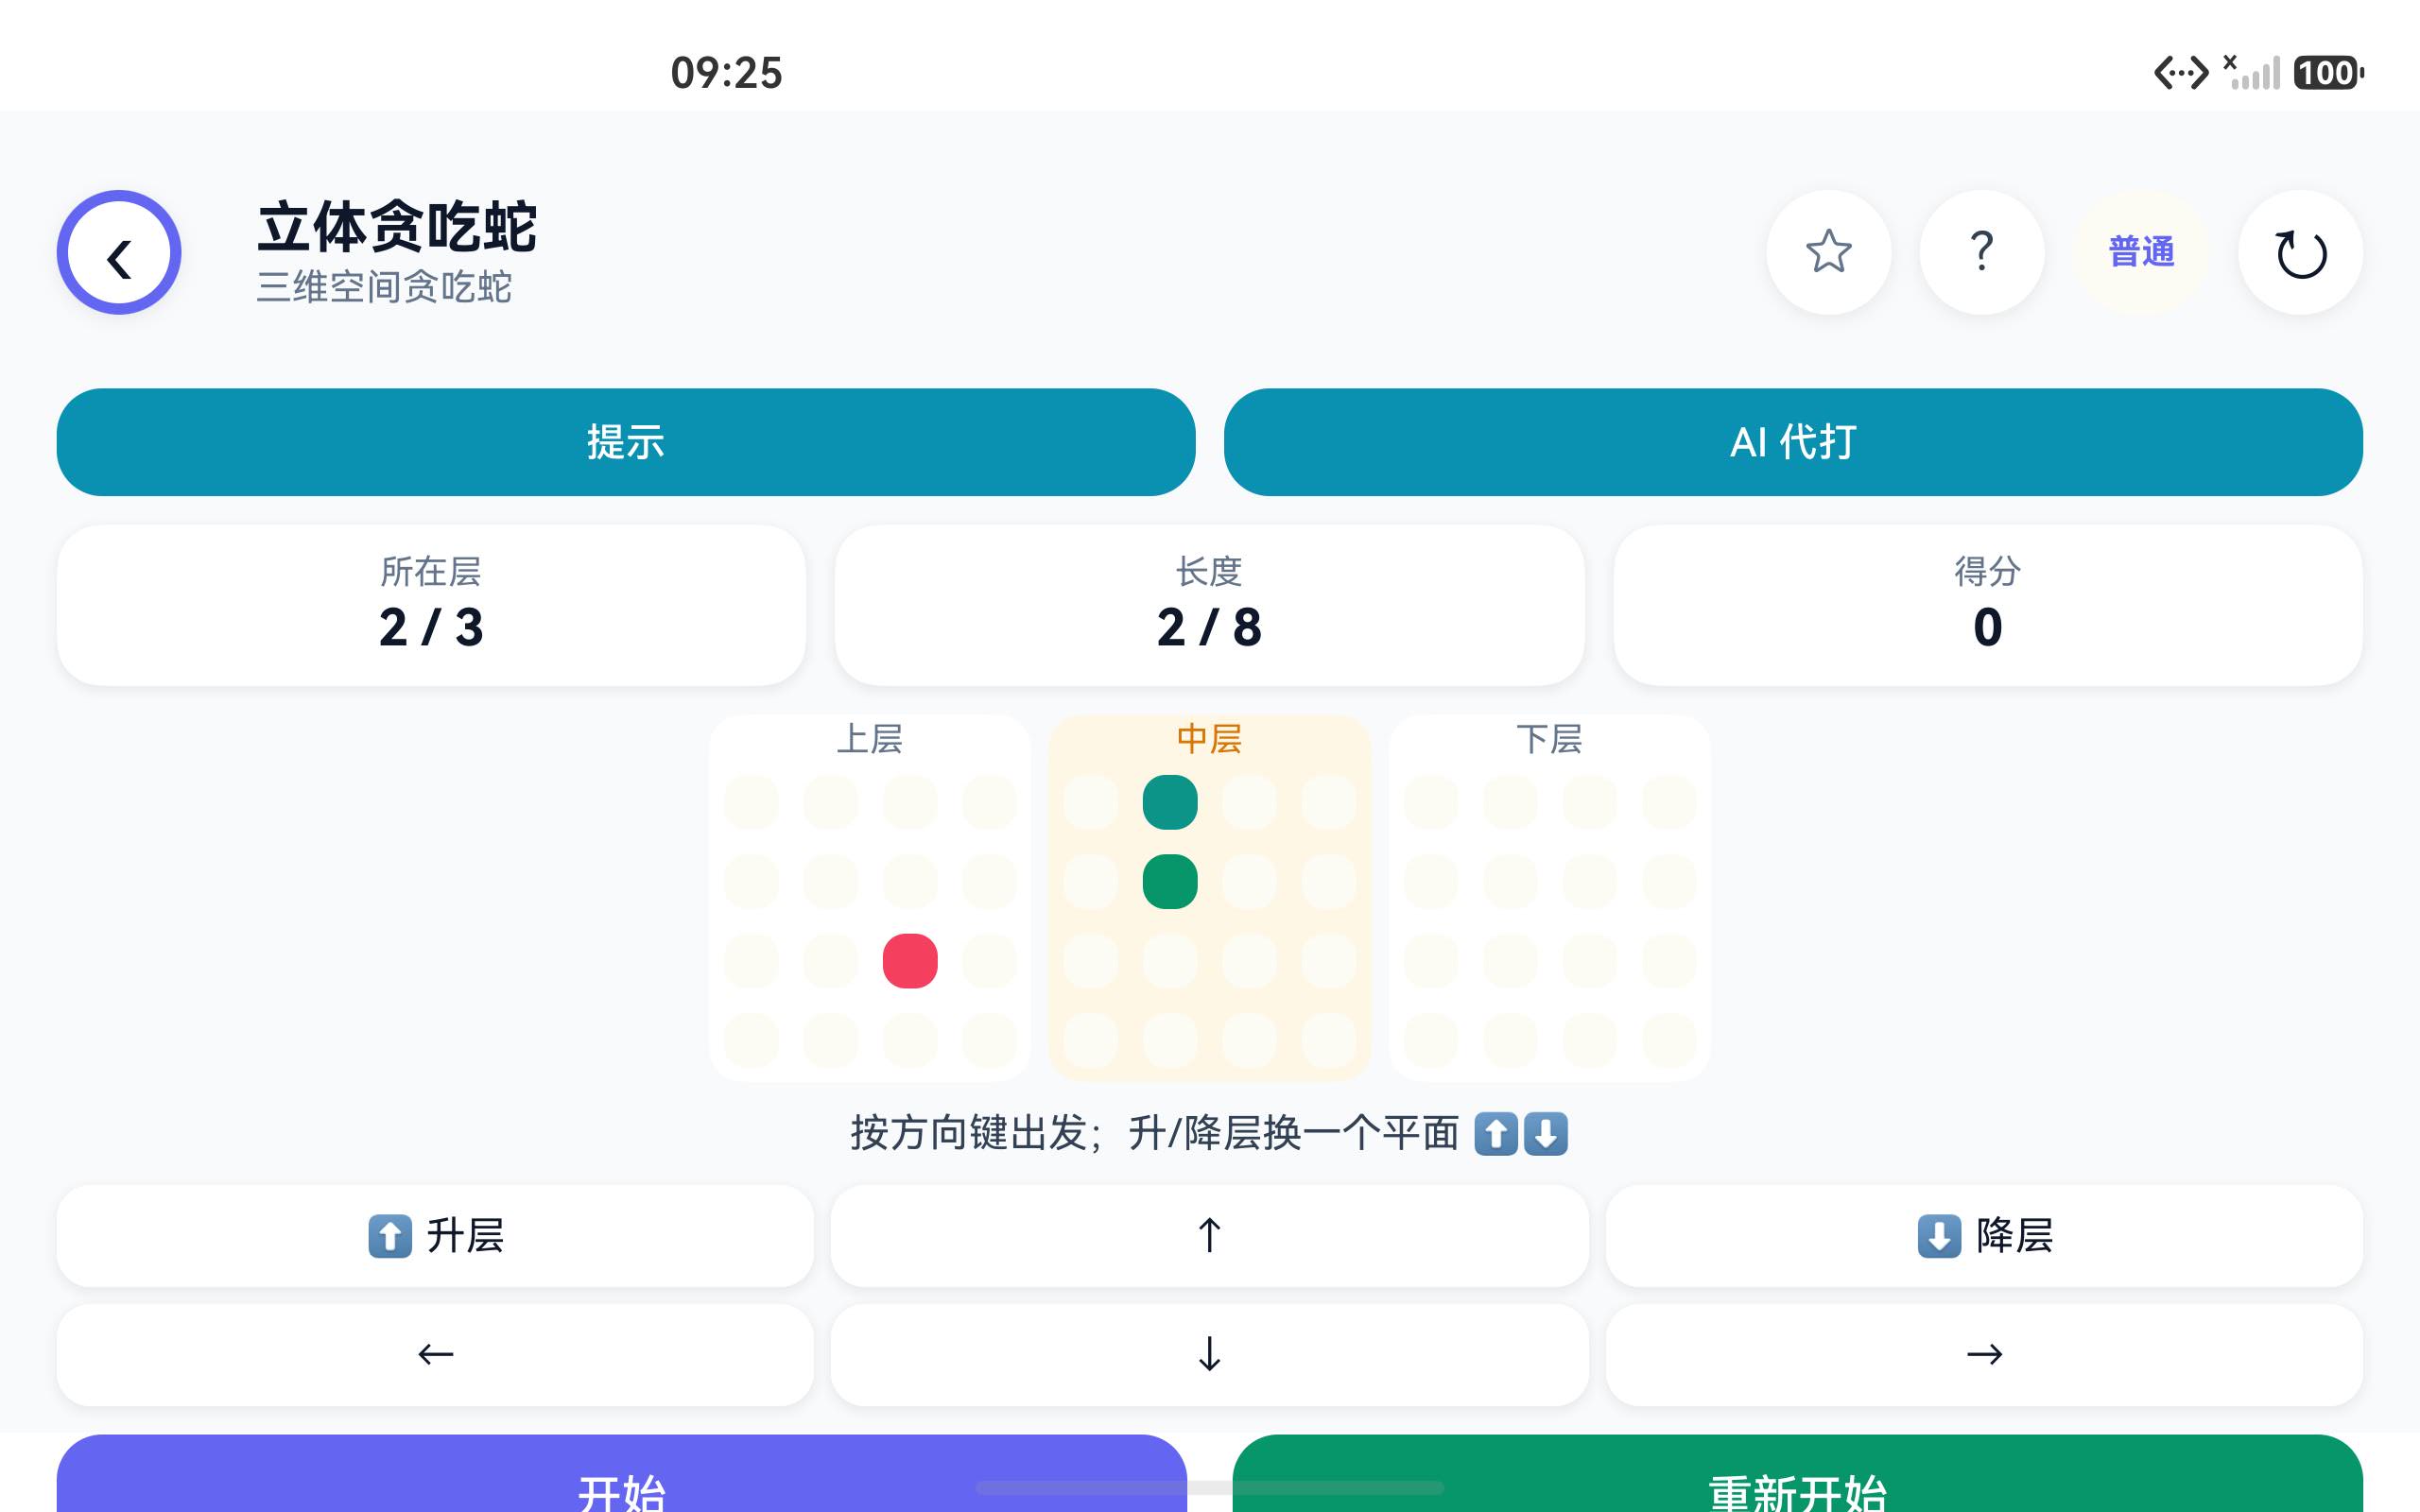 09:25
100
立体贪吃蛇
三维空间贪吃蛇
?
普通
提示
AI 代打
所在层
2 / 3
长度
2 / 8
得分
0
上层
中层
下层
按方向键出发；升/降层换一个平面 ⬆️⬇️
⬆️ 升层
↑
⬇️ 降层
←
↓
→
开始
重新开始